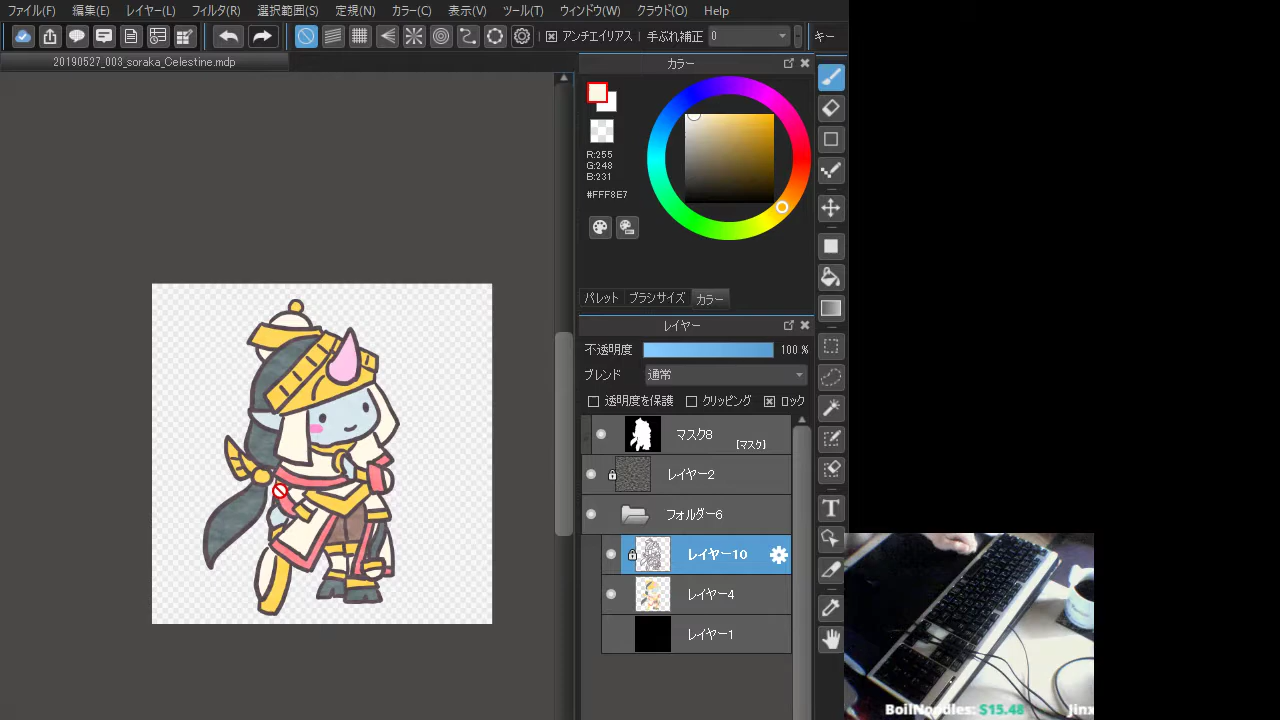 ファイル(F) 編集(E) レイヤー(L) フィルタ(R) 選択範囲(S) 定規(N) カラー(C) 表示(V) ツール(T) ウィンドウ(W) クラウド(O) Help
アンチエイリアス 手ぶれ補正 0 キー
20190527_003_soraka_Celestine.mdp
カラー
R:255
G:248
B:231
#FFF8E7
パレット ブラシサイズ カラー
レイヤー
不透明度 100 %
ブレンド 通常
透明度を保護 クリッピング ロック
マスク8
[マスク]
レイヤー2
フォルダー6
レイヤー10
レイヤー4
レイヤー1
T
BoilNoodles: $15.48 Jinx